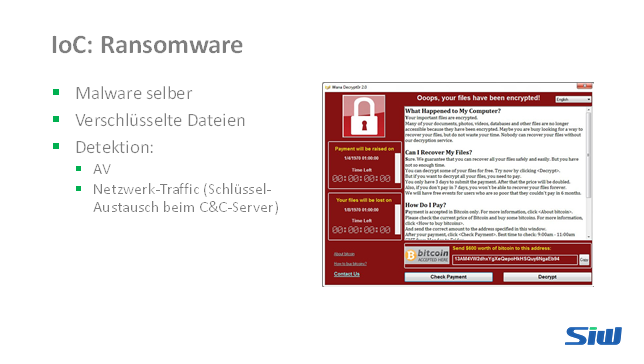 IoC: Ransomware
Malware selber
Verschlüsselte Dateien
Detektion:
AV
Netzwerk-Traffic (Schlüssel-
Austausch beim C&C-Server)
Wana Decrypt0r 2.0
Ooops, your files have been encrypted!
English
Payment will be raised on
1/4/1970 01:00:00
Time Left
00:00:00:00
Your files will be lost on
1/8/1970 01:00:00
Time Left
00:00:00:00
About bitcoin
How to buy bitcoins?
Contact Us
What Happened to My Computer?
Your important files are encrypted.
Many of your documents, photos, videos, databases and other files are no longer
accessible because they have been encrypted. Maybe you are busy looking for a way to
recover your files, but do not waste your time. Nobody can recover your files without
our decryption service.
Can I Recover My Files?
Sure. We guarantee that you can recover all your files safely and easily. But you have
not so enough time.
You can decrypt some of your files for free. Try now by clicking <Decrypt>.
But if you want to decrypt all your files, you need to pay.
You only have 3 days to submit the payment. After that the price will be doubled.
Also, if you don't pay in 7 days, you won't be able to recover your files forever.
We will have free events for users who are so poor that they couldn't pay in 6 months.
How Do I Pay?
Payment is accepted in Bitcoin only. For more information, click <About bitcoin>.
Please check the current price of Bitcoin and buy some bitcoins. For more information,
click <How to buy bitcoins>.
And send the correct amount to the address specified in this window.
After your payment, click <Check Payment>. Best time to check: 9:00am - 11:00am
bitcoin
ACCEPTED HERE
Send $600 worth of bitcoin to this address:
Copy
Check Payment
Decrypt
SiW